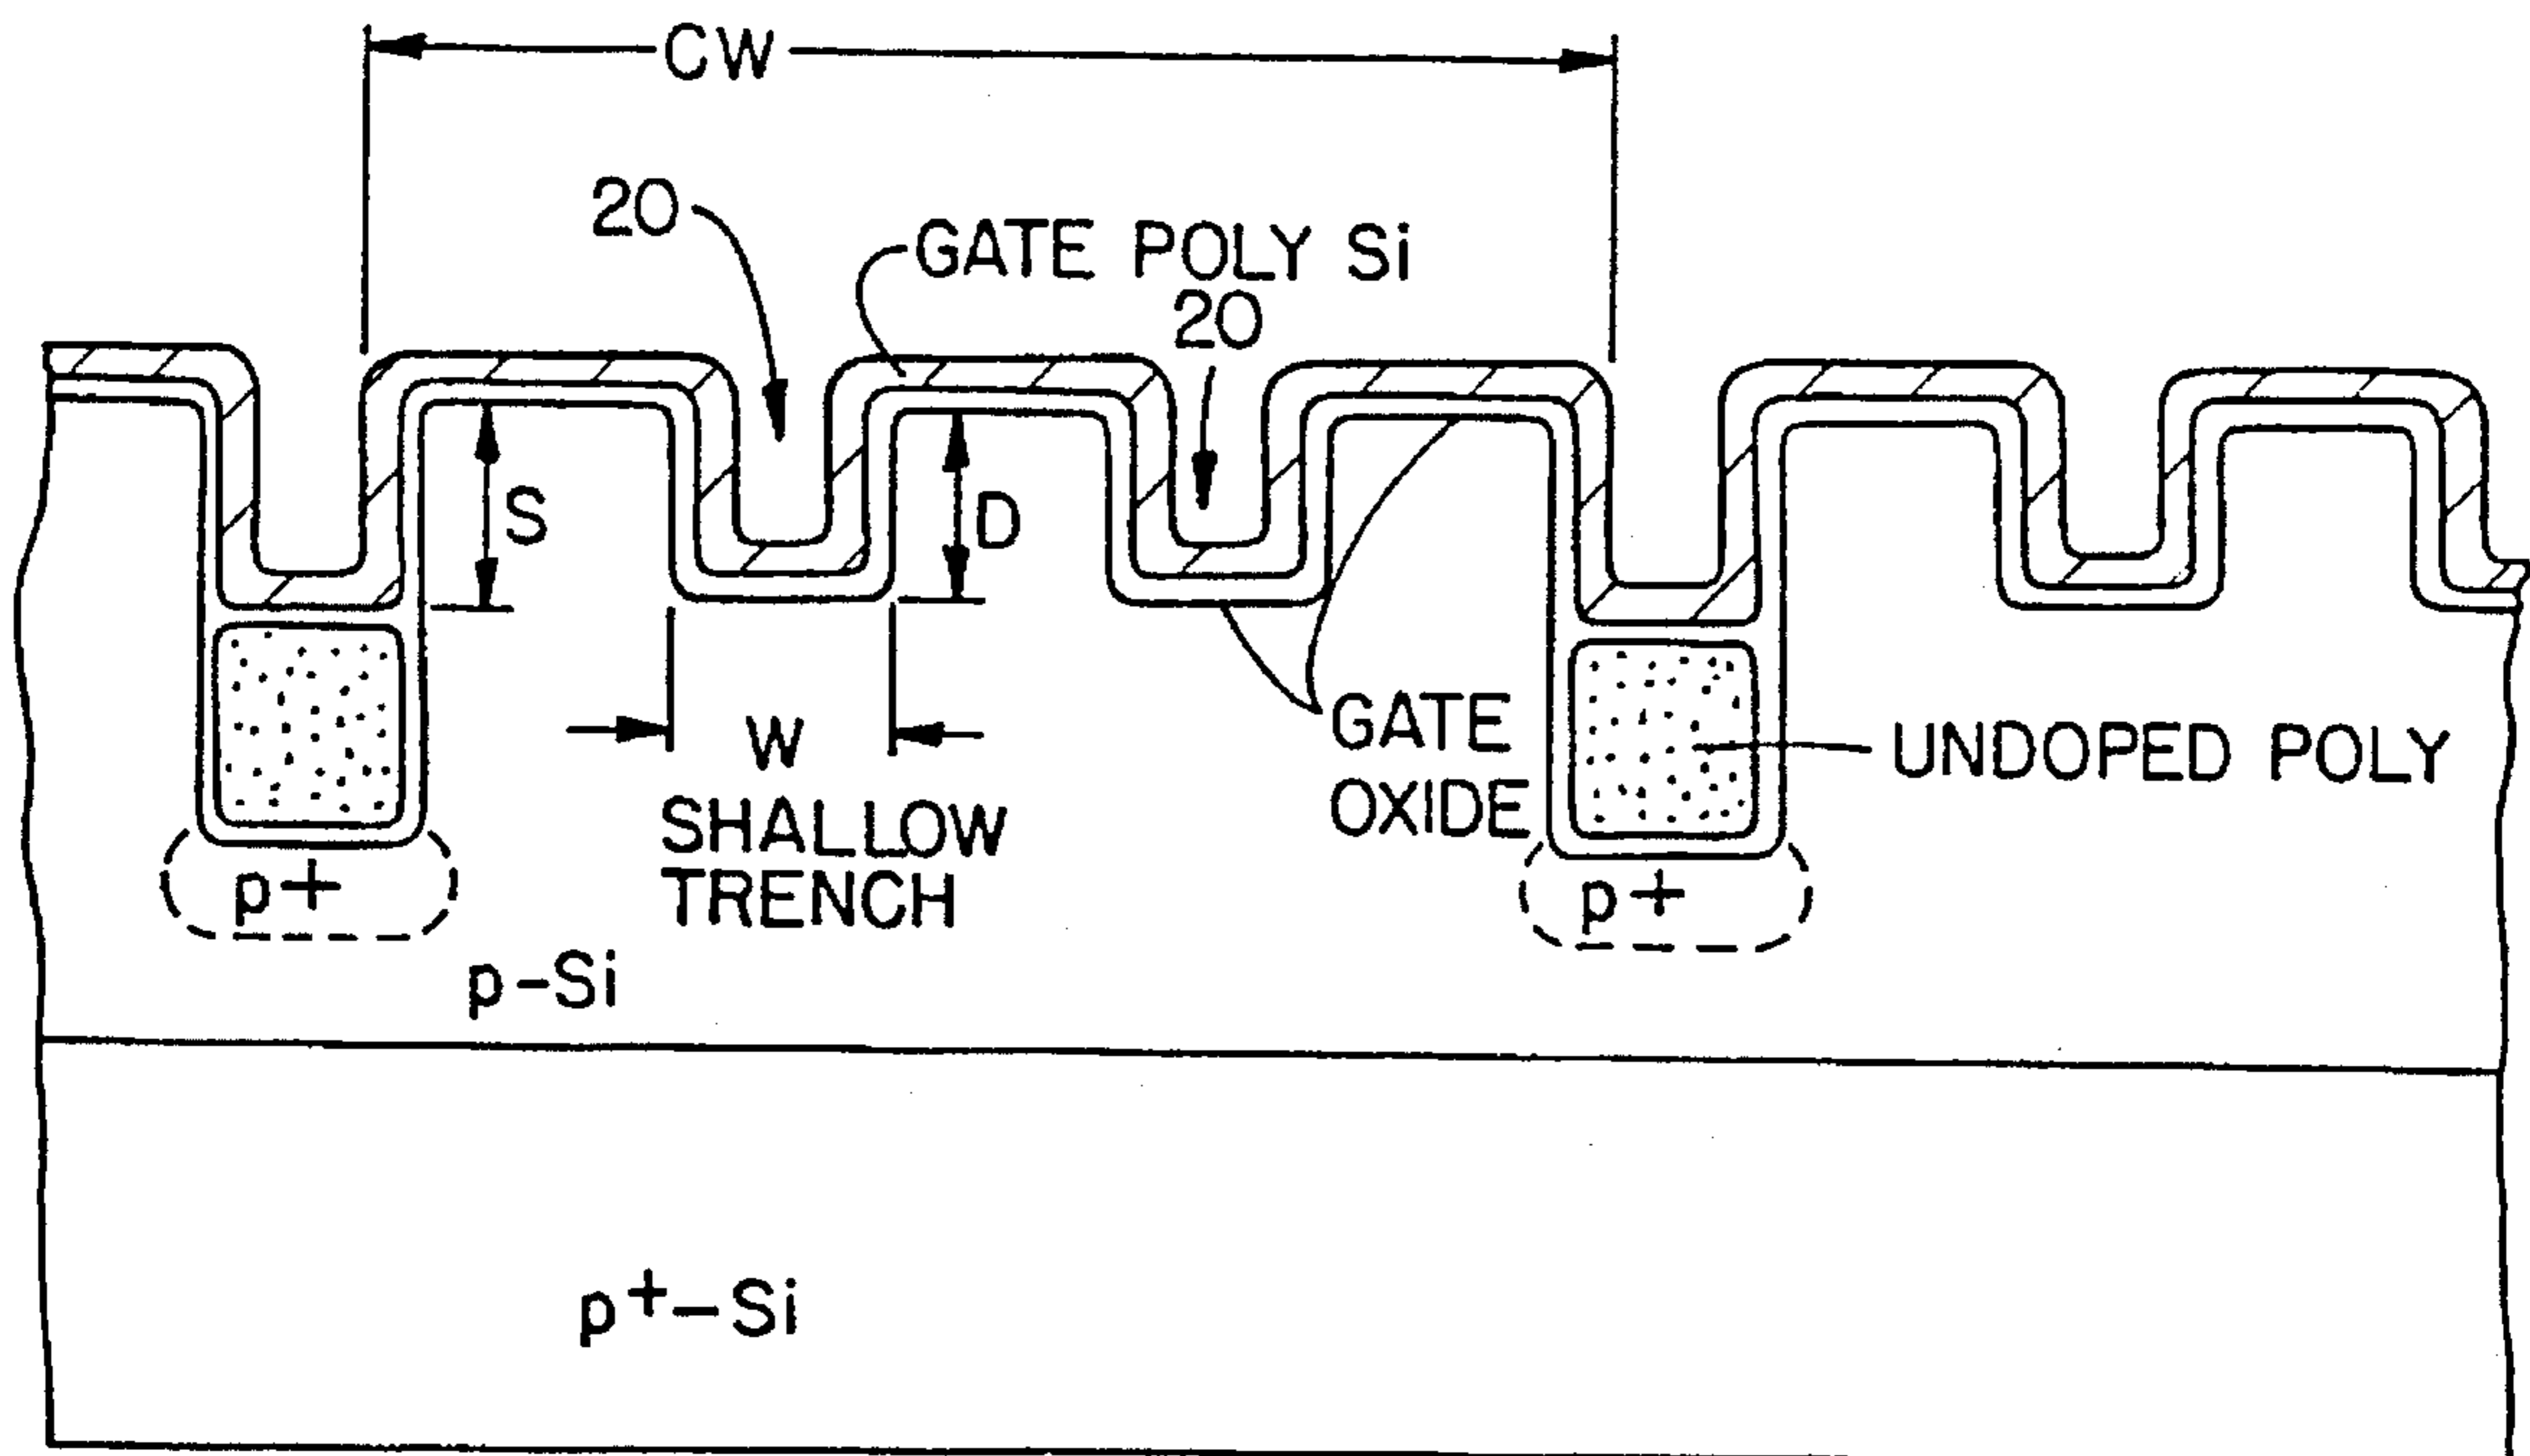 CW
20
GATE POLY Si
20
S
D
W
SHALLOW
TRENCH
GATE
OXIDE
UNDOPED POLY
p+
p+
p-Si
p+-Si